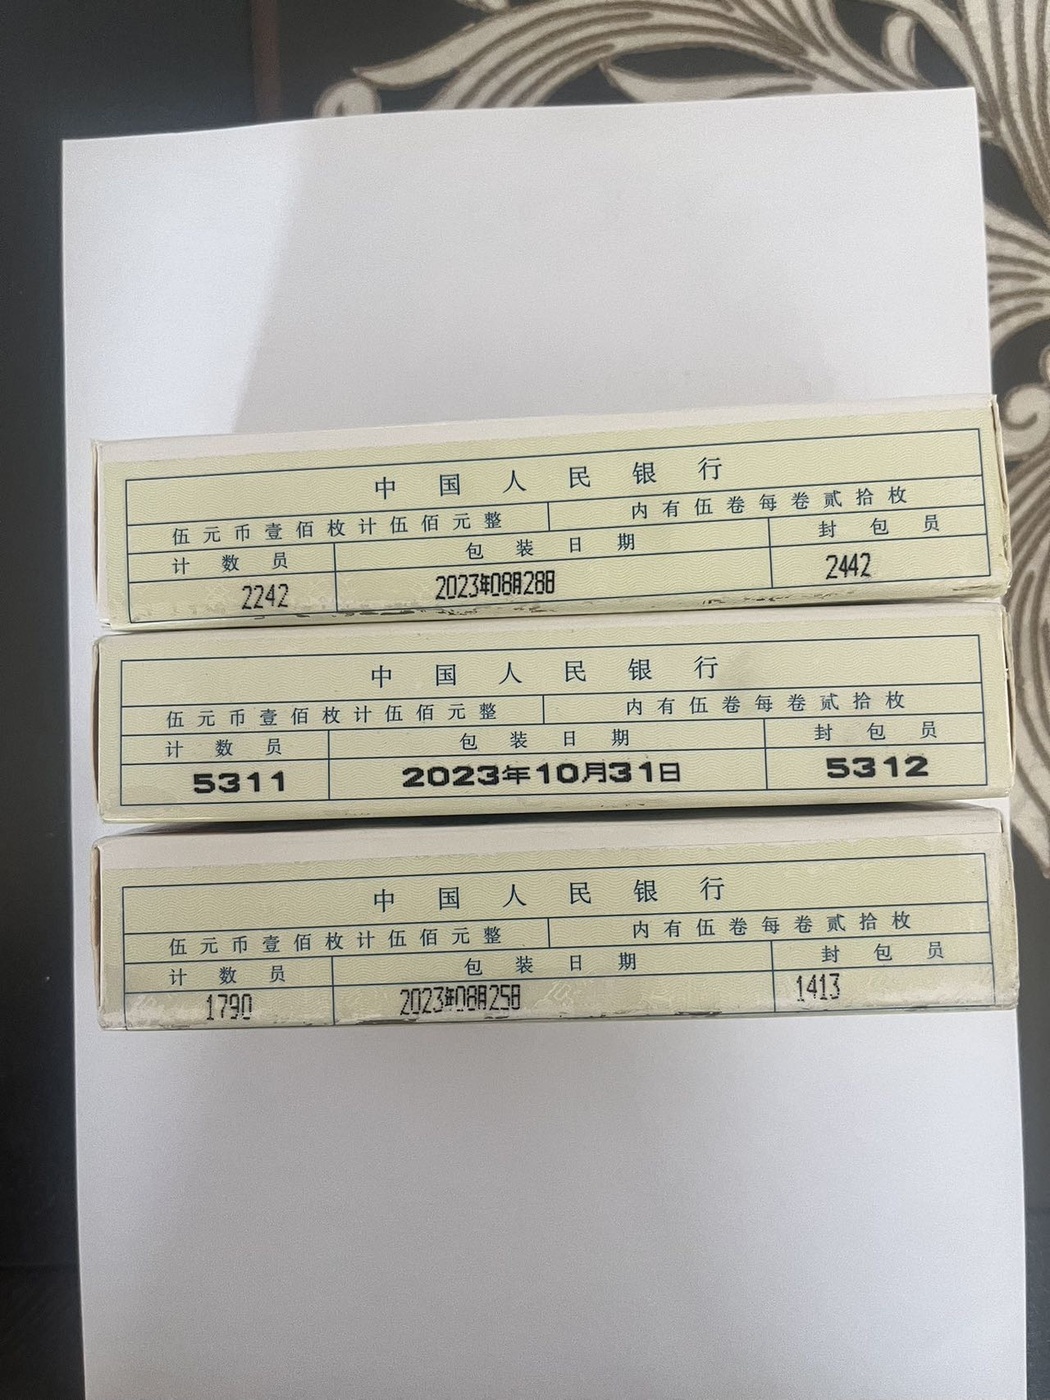 中国人民银行
伍元币壹佰枚计伍佰元整 内有伍卷每卷贰拾枚
计数员 包装日期 封包员
2242 2023年08月28日 2442
中国人民银行
伍元币壹佰枚计伍佰元整 内有伍卷每卷贰拾枚
计数员 包装日期 封包员
5311 2023年10月31日 5312
中国人民银行
伍元币壹佰枚计伍佰元整 内有伍卷每卷贰拾枚
计数员 包装日期 封包员
1790 2023年08月25日 1413